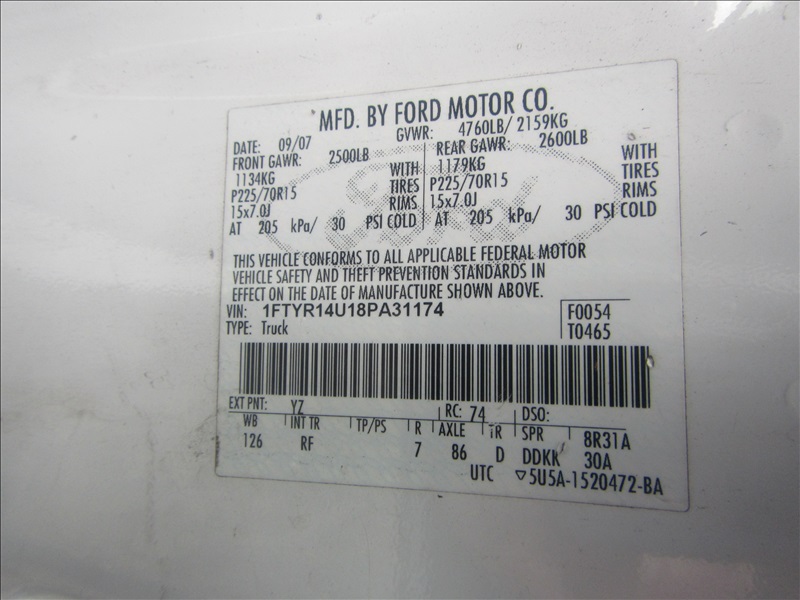 MFD. BY FORD MOTOR CO.
DATE: 09/07 GVWR: 4760LB/ 2159KG
FRONT GAWR: 2500LB REAR GAWR: 2600LB
1134KG WITH 1179KG WITH
P225/70R15 TIRES P225/70R15 TIRES
15x7.0J RIMS 15x7.0J RIMS
AT 205 kPa/ 30 PSI COLD AT 205 kPa/ 30 PSI COLD
Ford
THIS VEHICLE CONFORMS TO ALL APPLICABLE FEDERAL MOTOR
VEHICLE SAFETY AND THEFT PREVENTION STANDARDS IN
EFFECT ON THE DATE OF MANUFACTURE SHOWN ABOVE.
VIN: 1FTYR14U18PA31174 F0054
TYPE: Truck T0465
EXT PNT: YZ RC: 74 DSO:
WB INT TR TP/PS R AXLE TR SPR 8R31A
126 RF 7 86 D DDKR 30A
UTC ▽5U5A-1520472-BA